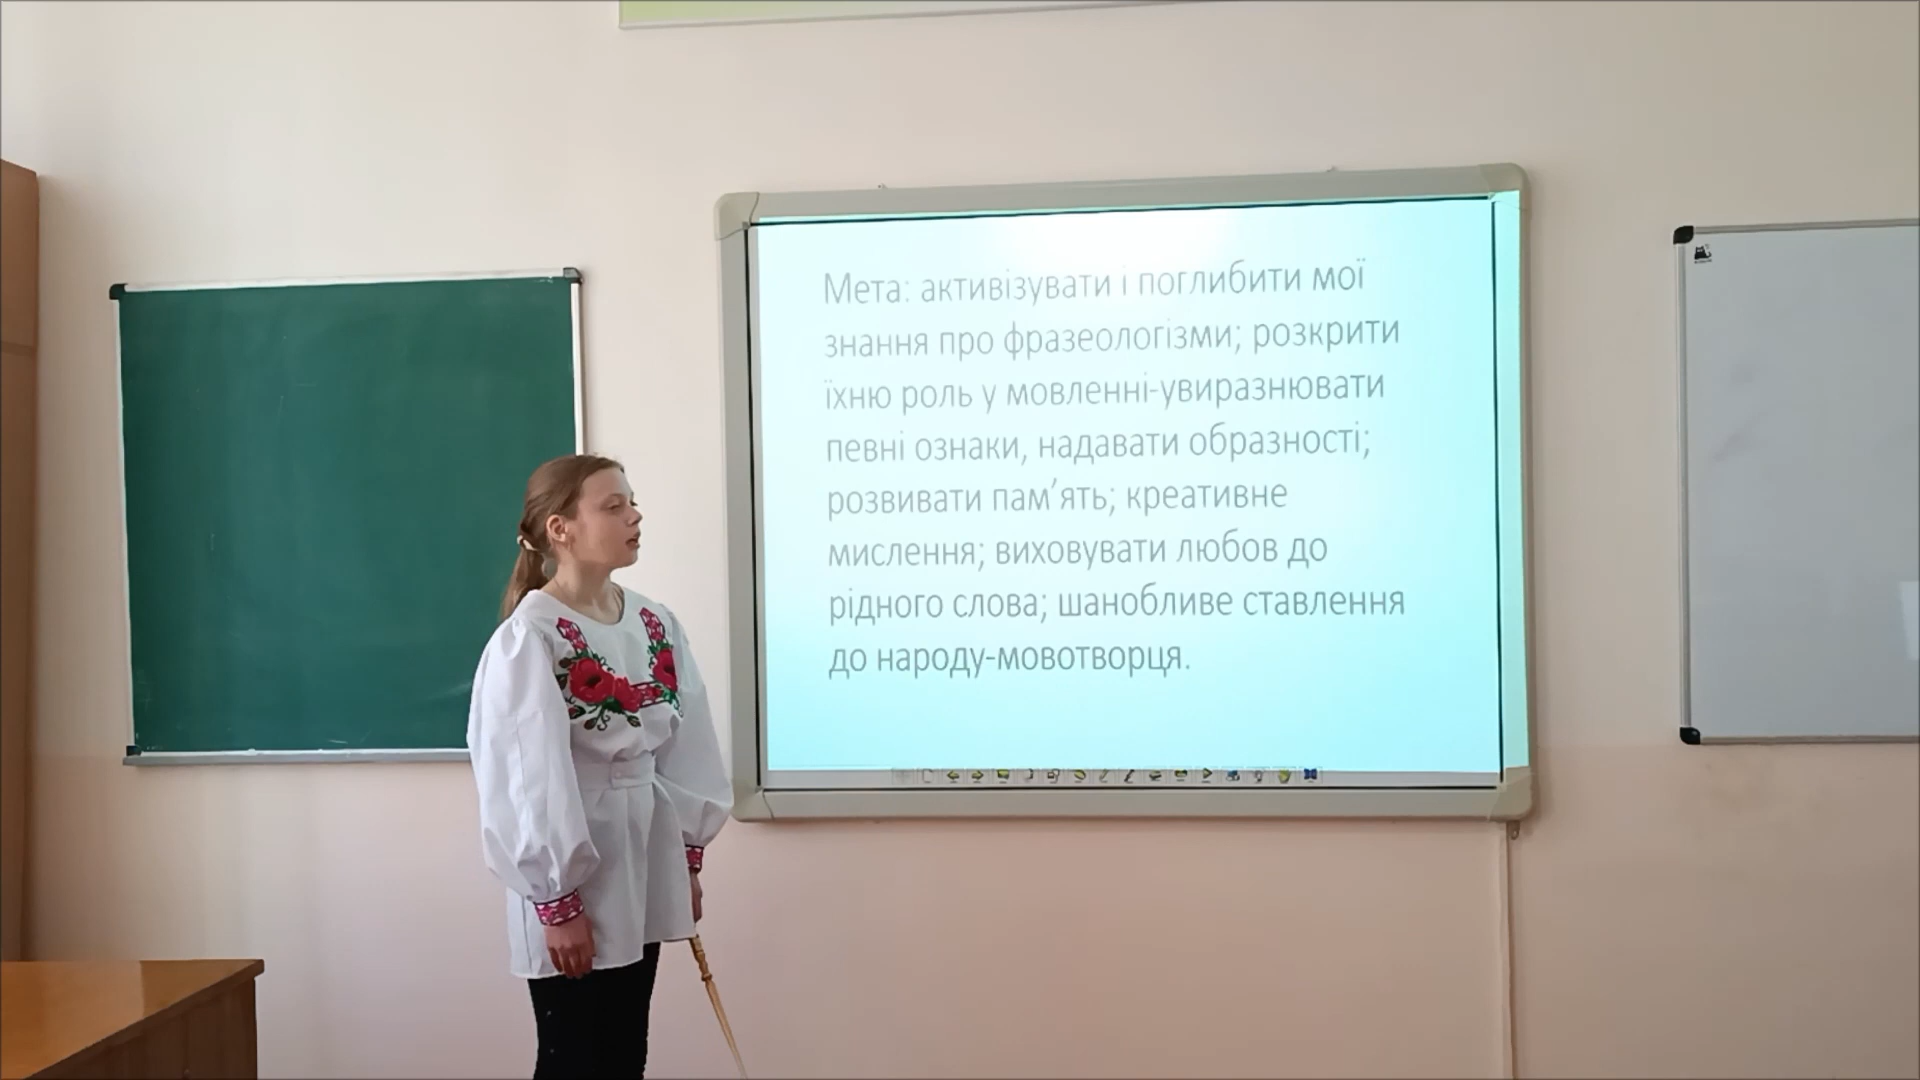 Мета: активізувати і поглибити мої
знання про фразеологізми; розкрити
їхню роль у мовленні-увиразнювати
певні ознаки, надавати образності;
розвивати пам’ять; креативне
мислення; виховувати любов до
рідного слова; шанобливе ставлення
до народу-мовотворця.